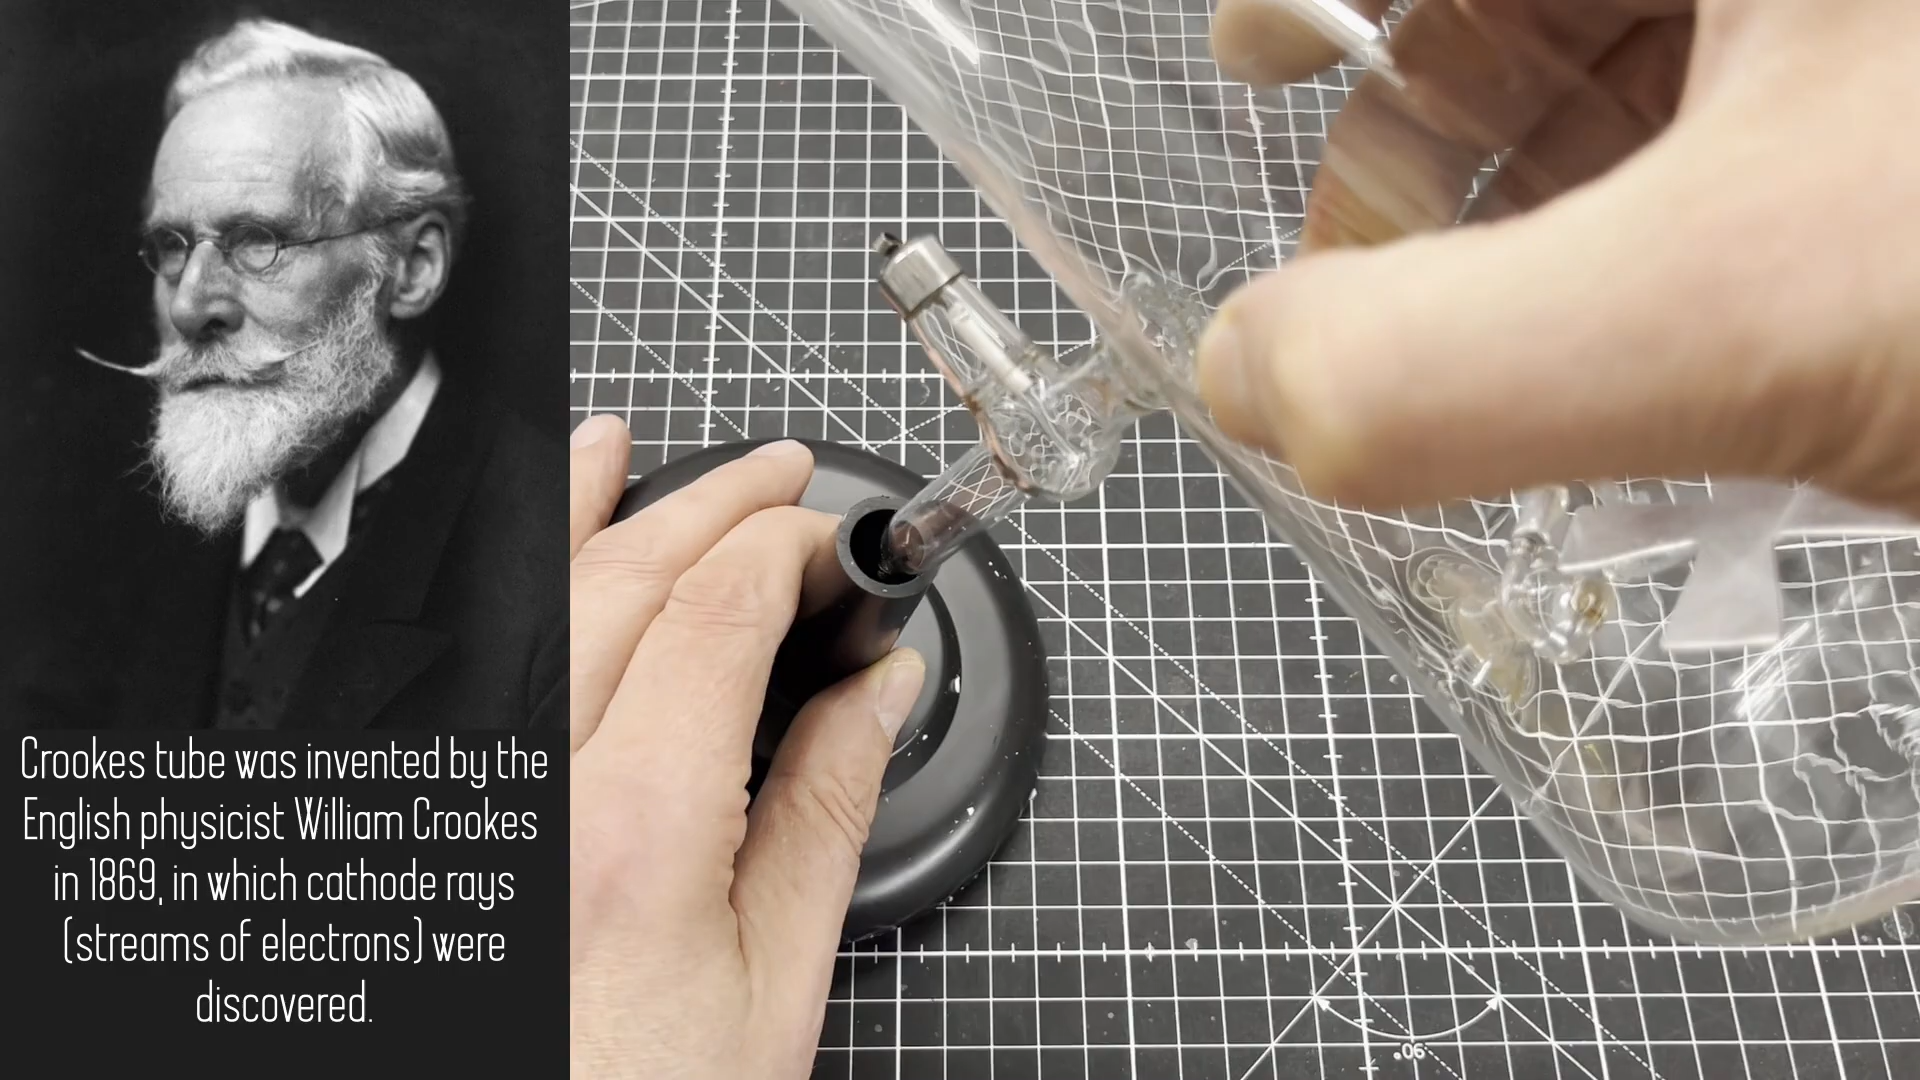 Crookes tube was invented by the
English physicist William Crookes
in 1869, in which cathode rays
(streams of electrons) were
discovered.
90°